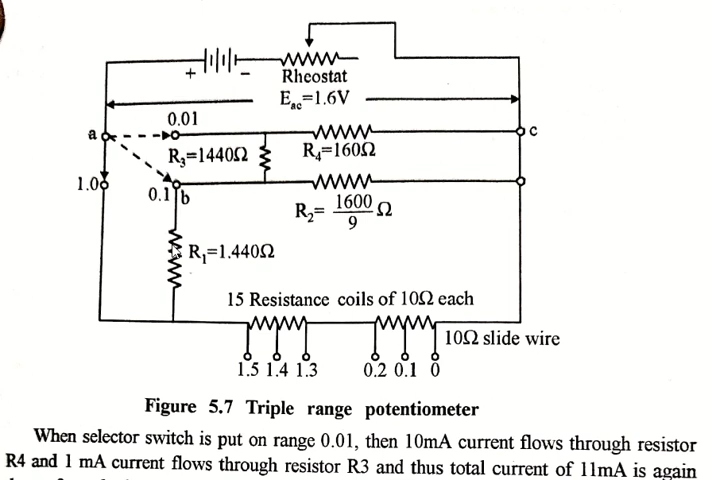 + −
Rheostat
E_ac=1.6V
0.01
a
c
R₃=1440Ω
R₄=160Ω
1.0
0.1
b
R₂= 1600/9 Ω
R₁=1.440Ω
15 Resistance coils of 10Ω each
10Ω slide wire
1.5 1.4 1.3 0.2 0.1 0
Figure 5.7 Triple range potentiometer
When selector switch is put on range 0.01, then 10mA current flows through resistor
R4 and 1 mA current flows through resistor R3 and thus total current of 11mA is again